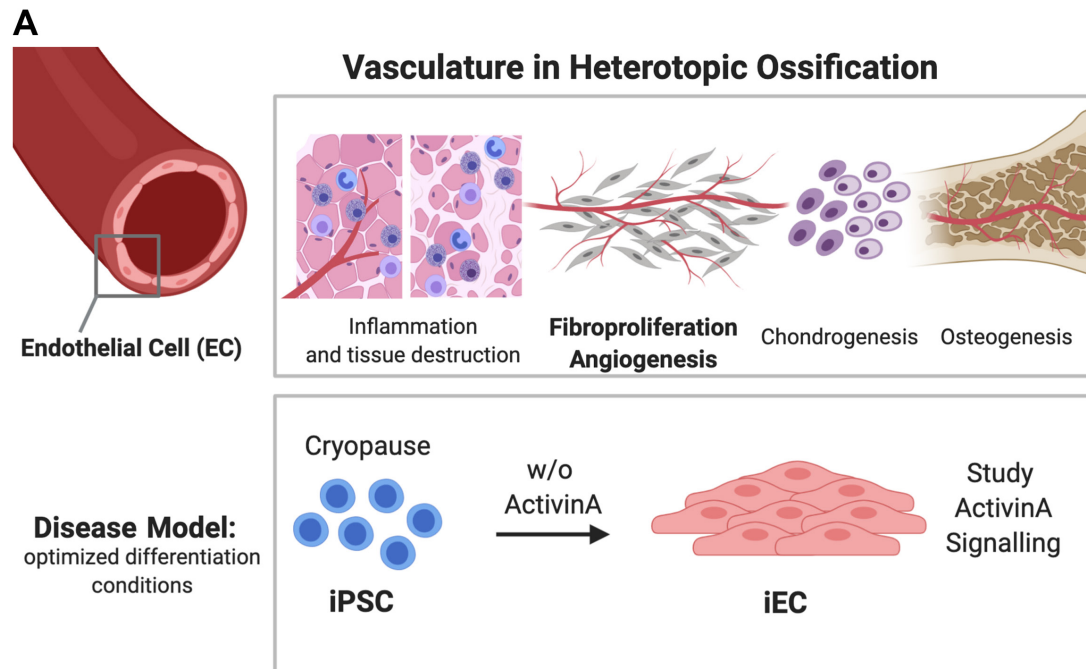 A
Vasculature in Heterotopic Ossification
Endothelial Cell (EC)
Inflammation
and tissue destruction
Fibroproliferation
Angiogenesis
Chondrogenesis
Osteogenesis
Disease Model:
optimized differentiation
conditions
Cryopause
iPSC
w/o
ActivinA
iEC
Study
ActivinA
Signalling